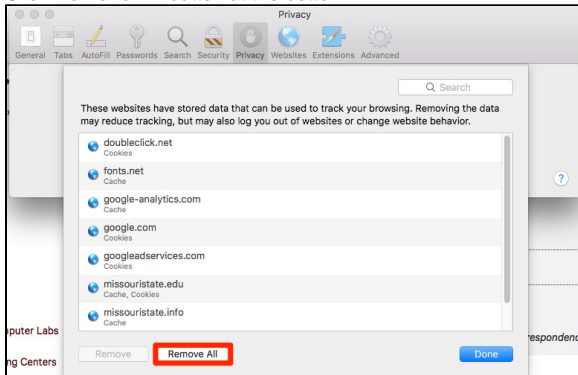 Privacy
General Tabs AutoFill Passwords Search Security Privacy Websites Extensions Advanced
Search
These websites have stored data that can be used to track your browsing. Removing the data
may reduce tracking, but may also log you out of websites or change website behavior.
doubleclick.net
Cookies
fonts.net
Cache
google-analytics.com
Cache
google.com
Cookies
googleadservices.com
Cookies
missouristate.edu
Cache, Cookies
missouristate.info
Cache
?
puter Labs
respondenc
Remove Remove All Done
ng Centers